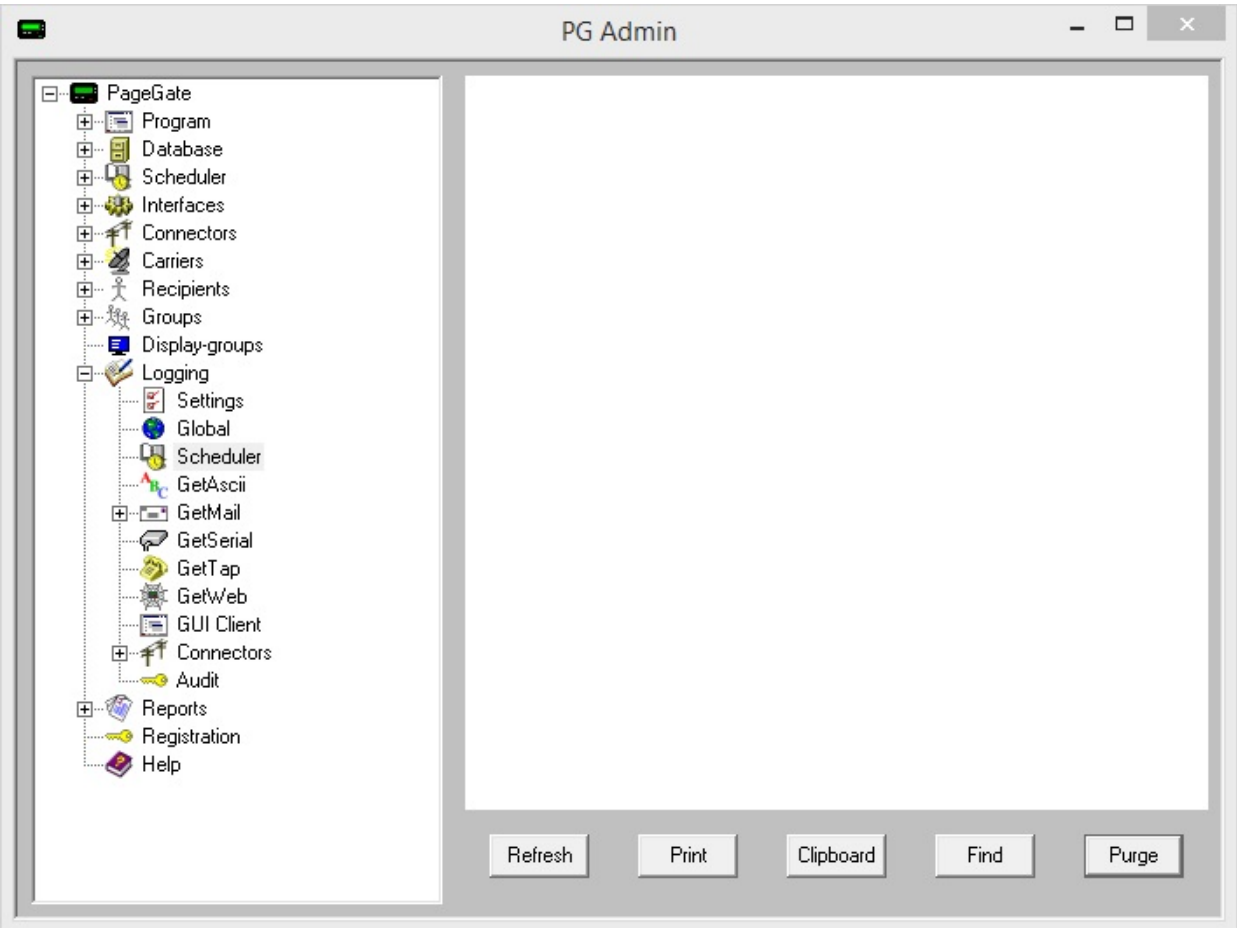 PG Admin
PageGate
Program
Database
Scheduler
Interfaces
Connectors
Carriers
Recipients
Groups
Display-groups
Logging
Settings
Global
Scheduler
GetAscii
GetMail
GetSerial
GetTap
GetWeb
GUI Client
Connectors
Audit
Reports
Registration
Help
Refresh Print Clipboard Find Purge